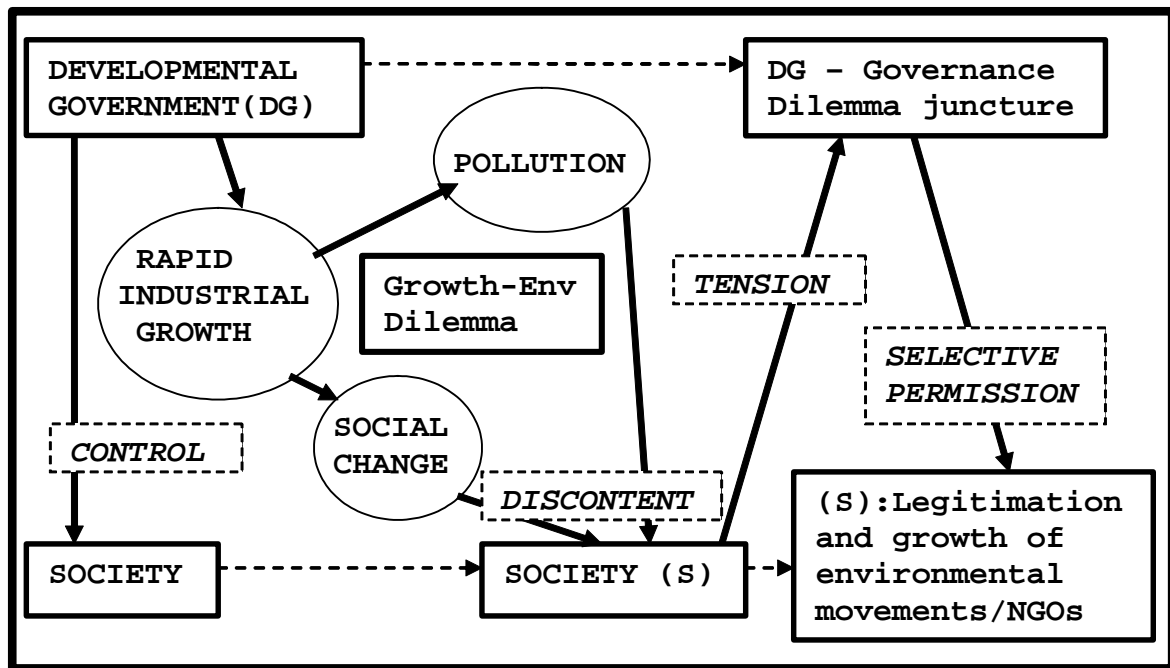 DEVELOPMENTAL
GOVERNMENT(DG)
DG – Governance
Dilemma juncture
POLLUTION
RAPID
INDUSTRIAL
GROWTH
Growth-Env
Dilemma
TENSION
SELECTIVE
PERMISSION
SOCIAL
CHANGE
CONTROL
DISCONTENT
SOCIETY
SOCIETY (S)
(S):Legitimation
and growth of
environmental
movements/NGOs